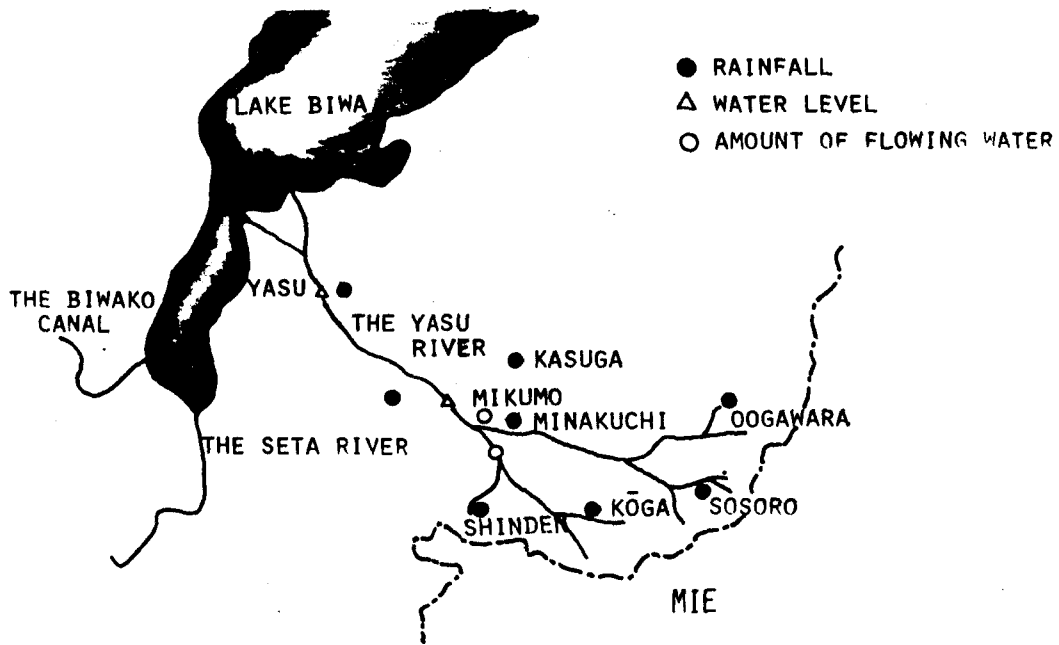 LAKE BIWA
RAINFALL
WATER LEVEL
AMOUNT OF FLOWING WATER
YASU
THE BIWAKO
CANAL
THE YASU
RIVER
KASUGA
MIKUMO
MINAKUCHI
OOGAWARA
THE SETA RIVER
KŌGA
SOSORO
SHINDEN
MIE